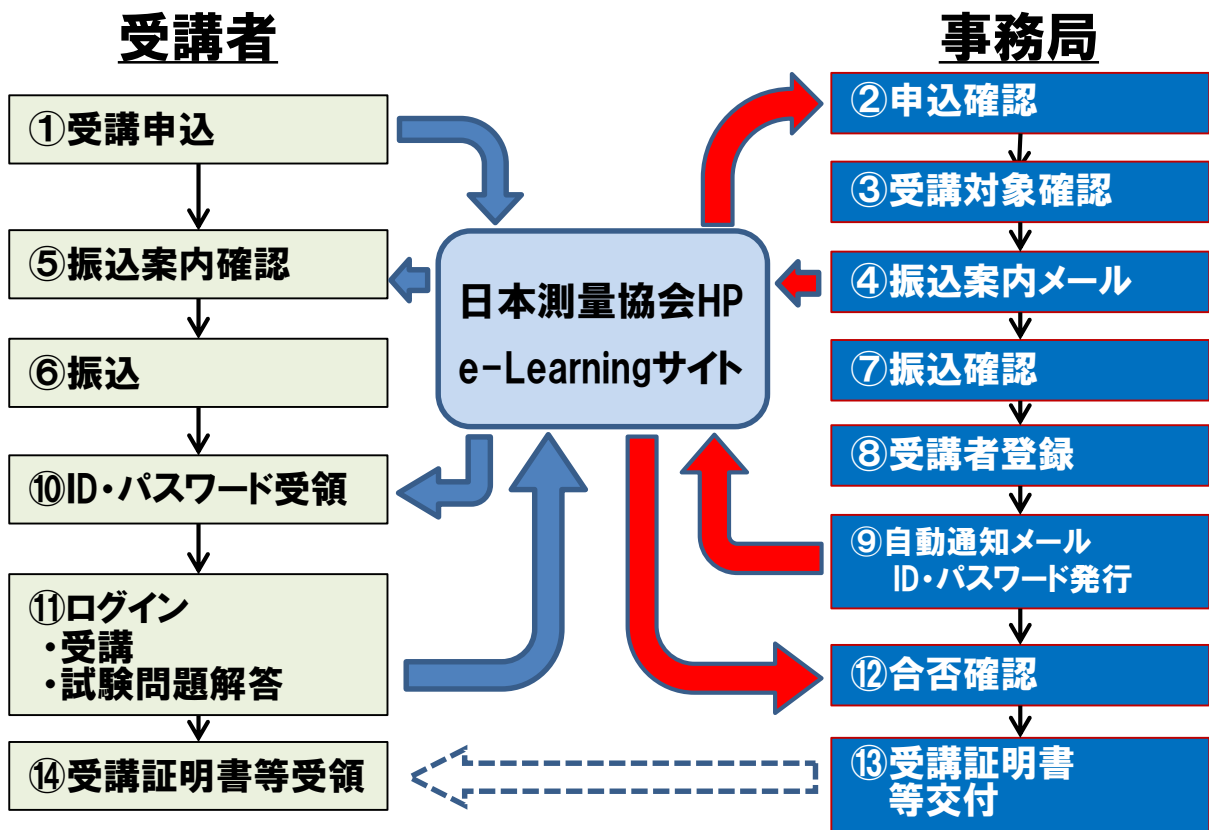 受講者
①受講申込
⑤振込案内確認
⑥振込
⑩ID・パスワード受領
⑪ログイン
・受講
・試験問題解答
⑭受講証明書等受領
日本測量協会HP
e-Learningサイト
事務局
②申込確認
③受講対象確認
④振込案内メール
⑦振込確認
⑧受講者登録
⑨自動通知メール
ID・パスワード発行
⑫合否確認
⑬受講証明書
等交付